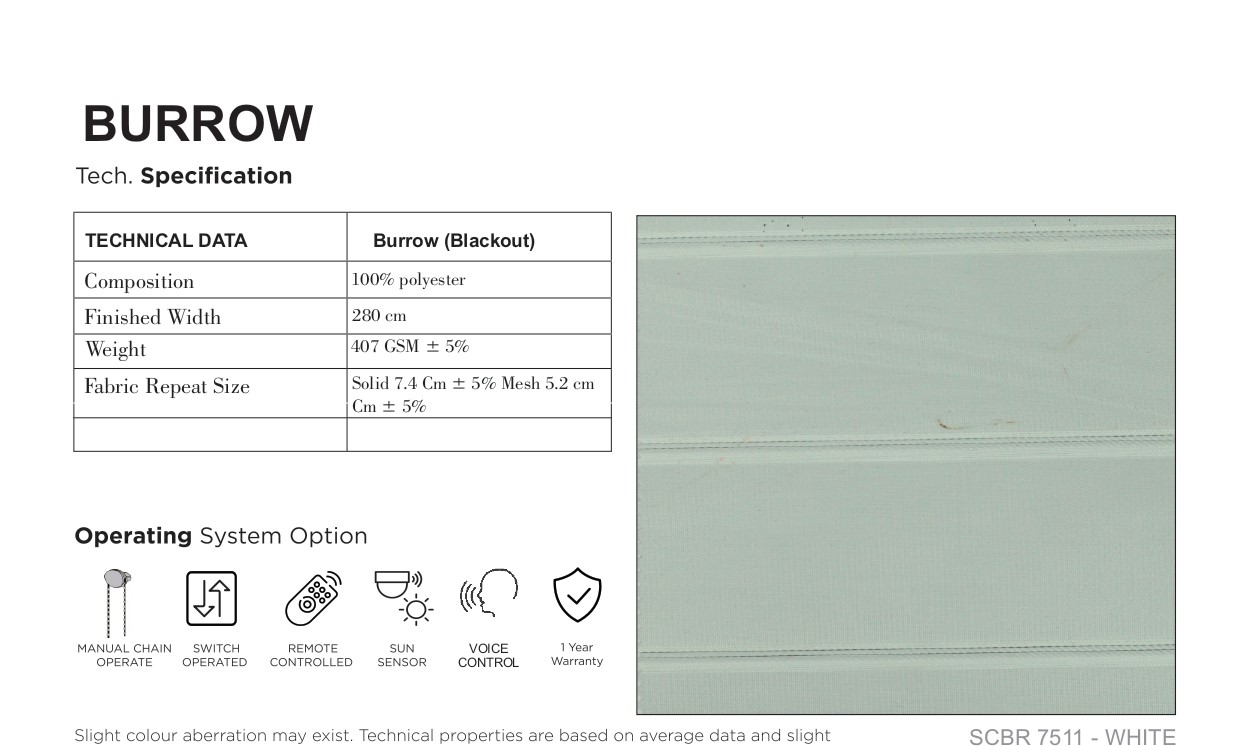 BURROW
Tech. Specification
TECHNICAL DATA Burrow (Blackout)
Composition 100% polyester
Finished Width 280 cm
Weight 407 GSM ± 5%
Fabric Repeat Size Solid 7.4 Cm ± 5% Mesh 5.2 cm
Cm ± 5%
Operating System Option
MANUAL CHAIN
OPERATE
SWITCH
OPERATED
REMOTE
CONTROLLED
SUN
SENSOR
VOICE
CONTROL
1 Year
Warranty
Slight colour aberration may exist. Technical properties are based on average data and slight
SCBR 7511 - WHITE